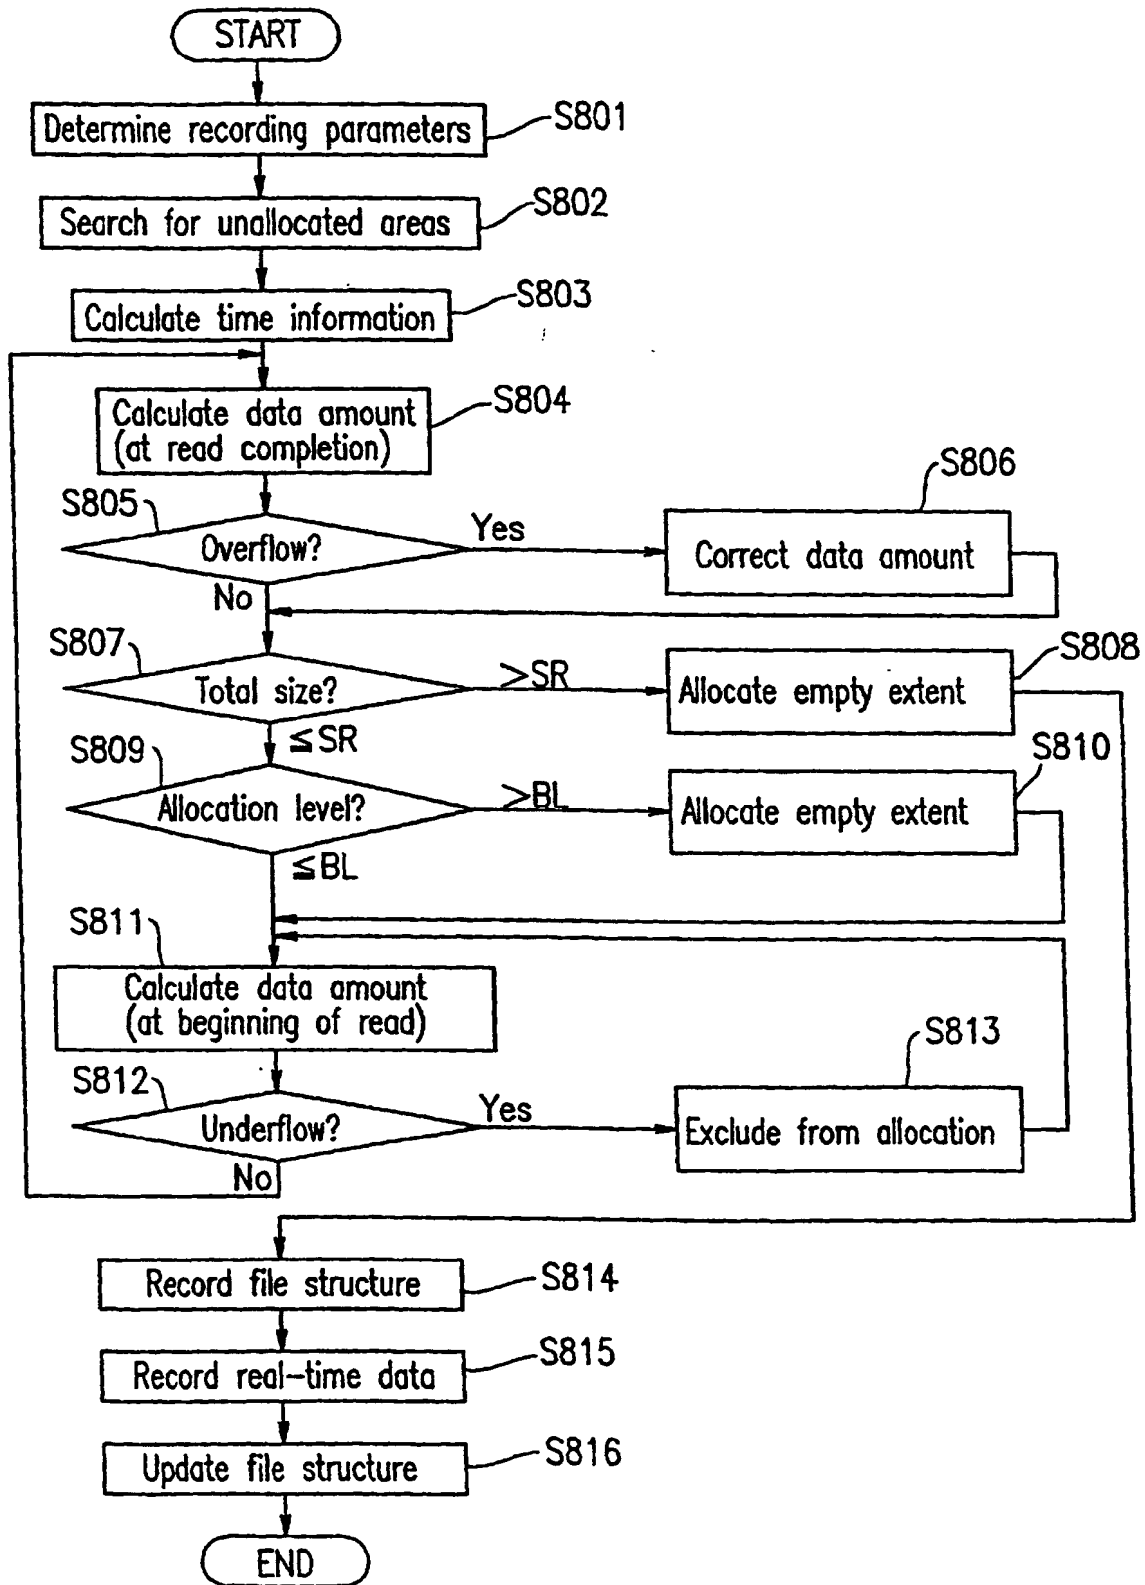 START
Determine recording parameters
S801
Search for unallocated areas
S802
Calculate time information
S803
Calculate data amount
(at read completion)
S804
S805
Overflow?
Yes
No
S806
Correct data amount
S807
Total size?
>SR
≦SR
S808
Allocate empty extent
S809
Allocation level?
>BL
≦BL
S810
Allocate empty extent
S811
Calculate data amount
(at beginning of read)
S812
Underflow?
Yes
No
S813
Exclude from allocation
Record file structure
S814
Record real-time data
S815
Update file structure
S816
END